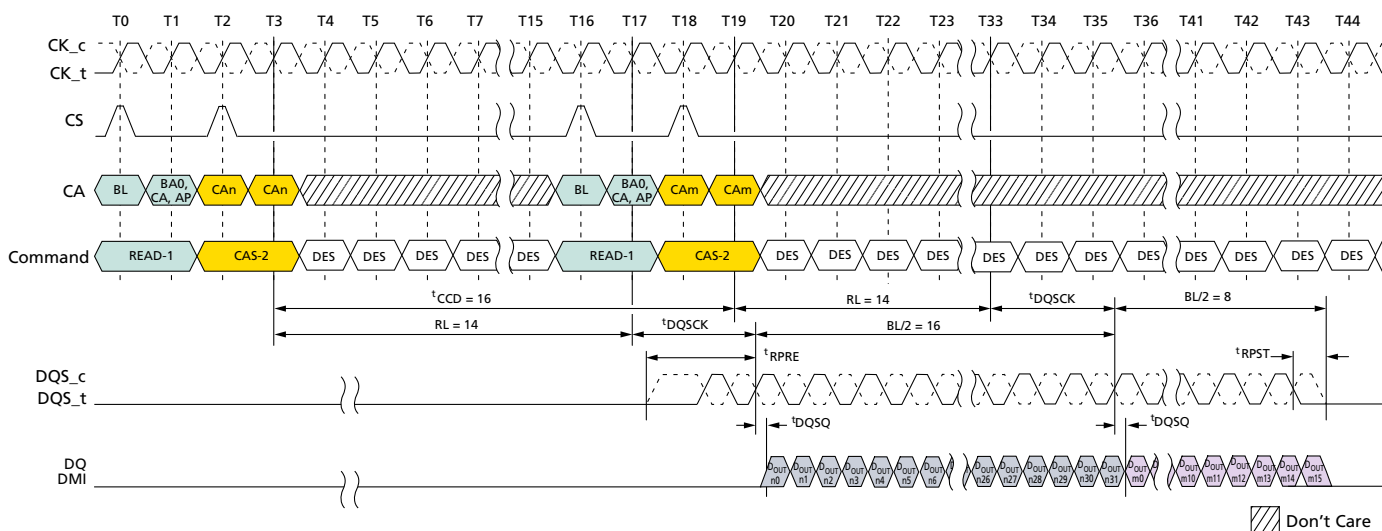 T0 T1 T2 T3 T4 T5 T6 T7 T15 T16 T17 T18 T19 T20 T21 T22 T23 T33 T34 T35 T36 T41 T42 T43 T44
CK_c
CK_t
CS
CA BL BA0, CA, AP CAn CAn BL BA0, CA, AP CAm CAm
Command READ-1 CAS-2 DES DES DES DES DES READ-1 CAS-2 DES DES DES DES DES DES DES DES DES DES DES DES
tCCD = 16 RL = 14 tDQSCK BL/2 = 8
RL = 14 tDQSCK BL/2 = 16
tRPRE tRPST
DQS_c
DQS_t
tDQSQ tDQSQ
DQ
DMI
DOUT n0 DOUT n1 DOUT n2 DOUT n3 DOUT n4 DOUT n5 DOUT n6 DOUT n26 DOUT n27 DOUT n28 DOUT n29 DOUT n30 DOUT n31 DOUT m0 DOUT m10 DOUT m11 DOUT m12 DOUT m13 DOUT m14 DOUT m15
Don't Care